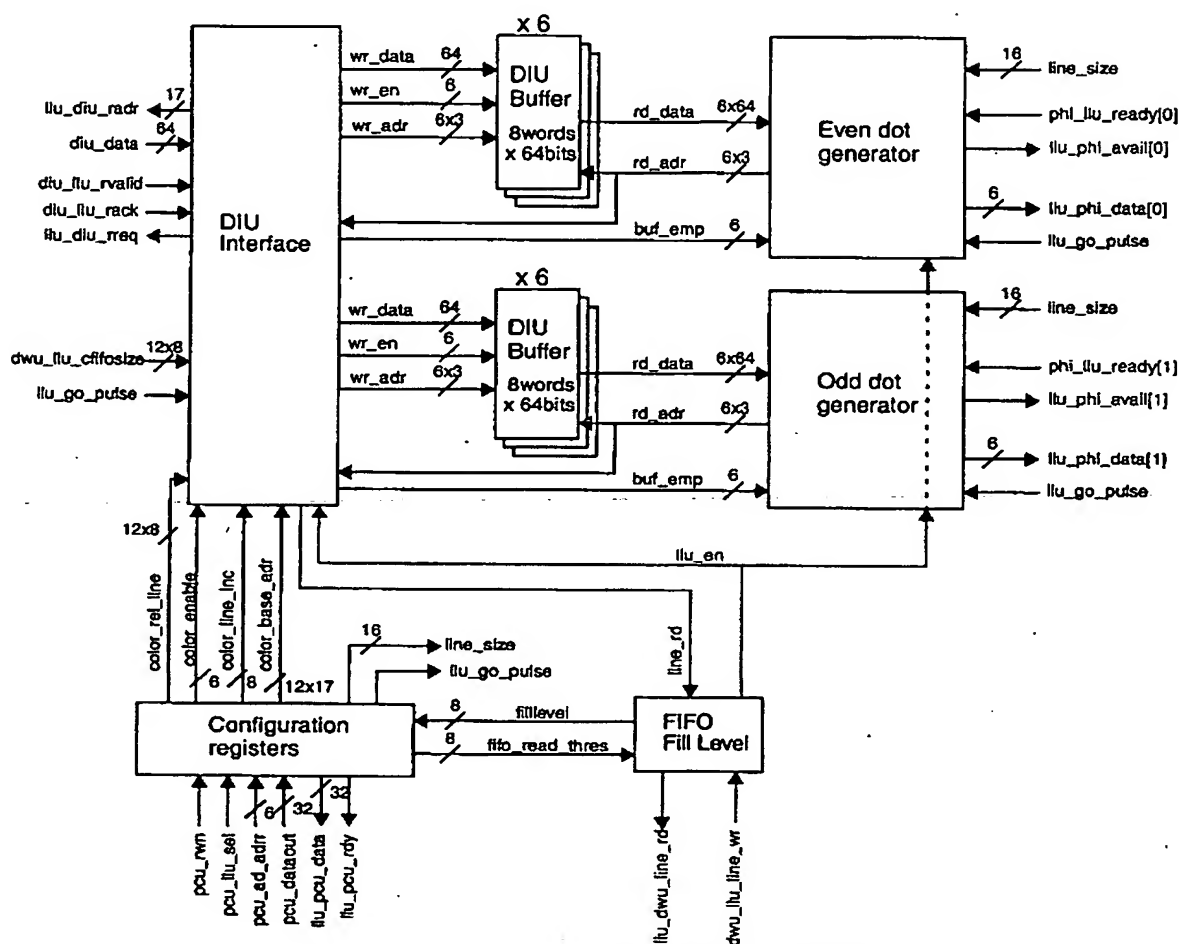 x 6
wr_data 64
wr_en 6
wr_adr 6x3
DIU
Buffer
8words
x 64bits
rd_data 6x64
rd_adr 6x3
buf_emp 6
Even dot
generator
16 line_size
phi_llu_ready[0]
llu_phi_avail[0]
6 llu_phi_data[0]
llu_go_pulse
llu_diu_radr 17
diu_data 64
diu_llu_rvalid
diu_llu_rack
llu_diu_rreq
DIU
Interface
dwu_llu_cfifosize 12x8
llu_go_pulse
x 6
wr_data 64
wr_en 6
wr_adr 6x3
DIU
Buffer
8words
x 64bits
rd_data 6x64
rd_adr 6x3
buf_emp 6
Odd dot
generator
16 line_size
phi_llu_ready[1]
llu_phi_avail[1]
6 llu_phi_data[1]
llu_go_pulse
llu_en
color_rel_line 12x8
color_enable 6
color_line_inc 8
color_base_adr 12x17
16 line_size
llu_go_pulse
line_rd
Configuration
registers
8 filllevel
8 fifo_read_thres
FIFO
Fill Level
pcu_rwn
pcu_llu_sel
pcu_ad_adrr 6
pcu_dataout 32
llu_pcu_data 32
llu_pcu_rdy
llu_dwu_line_rd
dwu_llu_line_wr